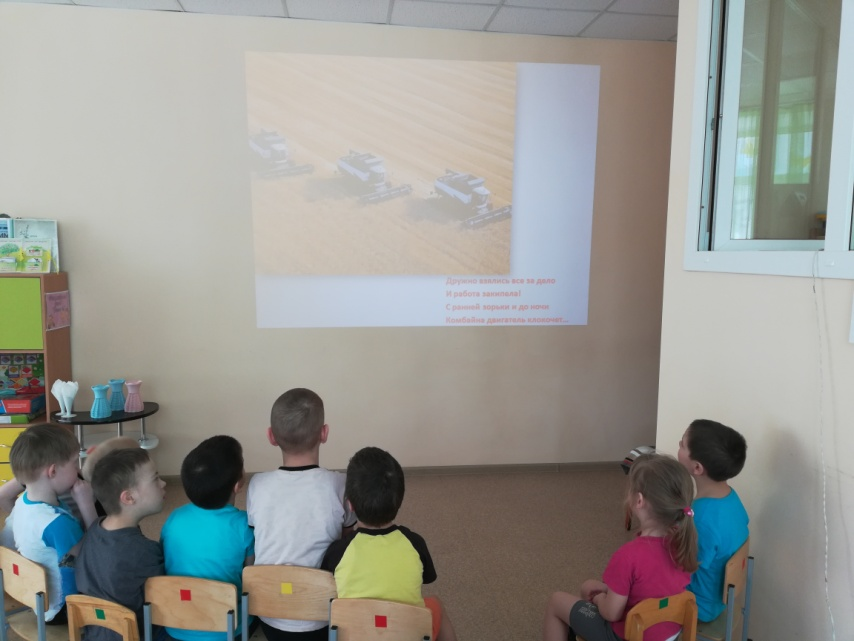 Дружно взялись все за дело
И работа закипела!
С ранней зорьки и до ночи
Комбайна двигатель клокочет...